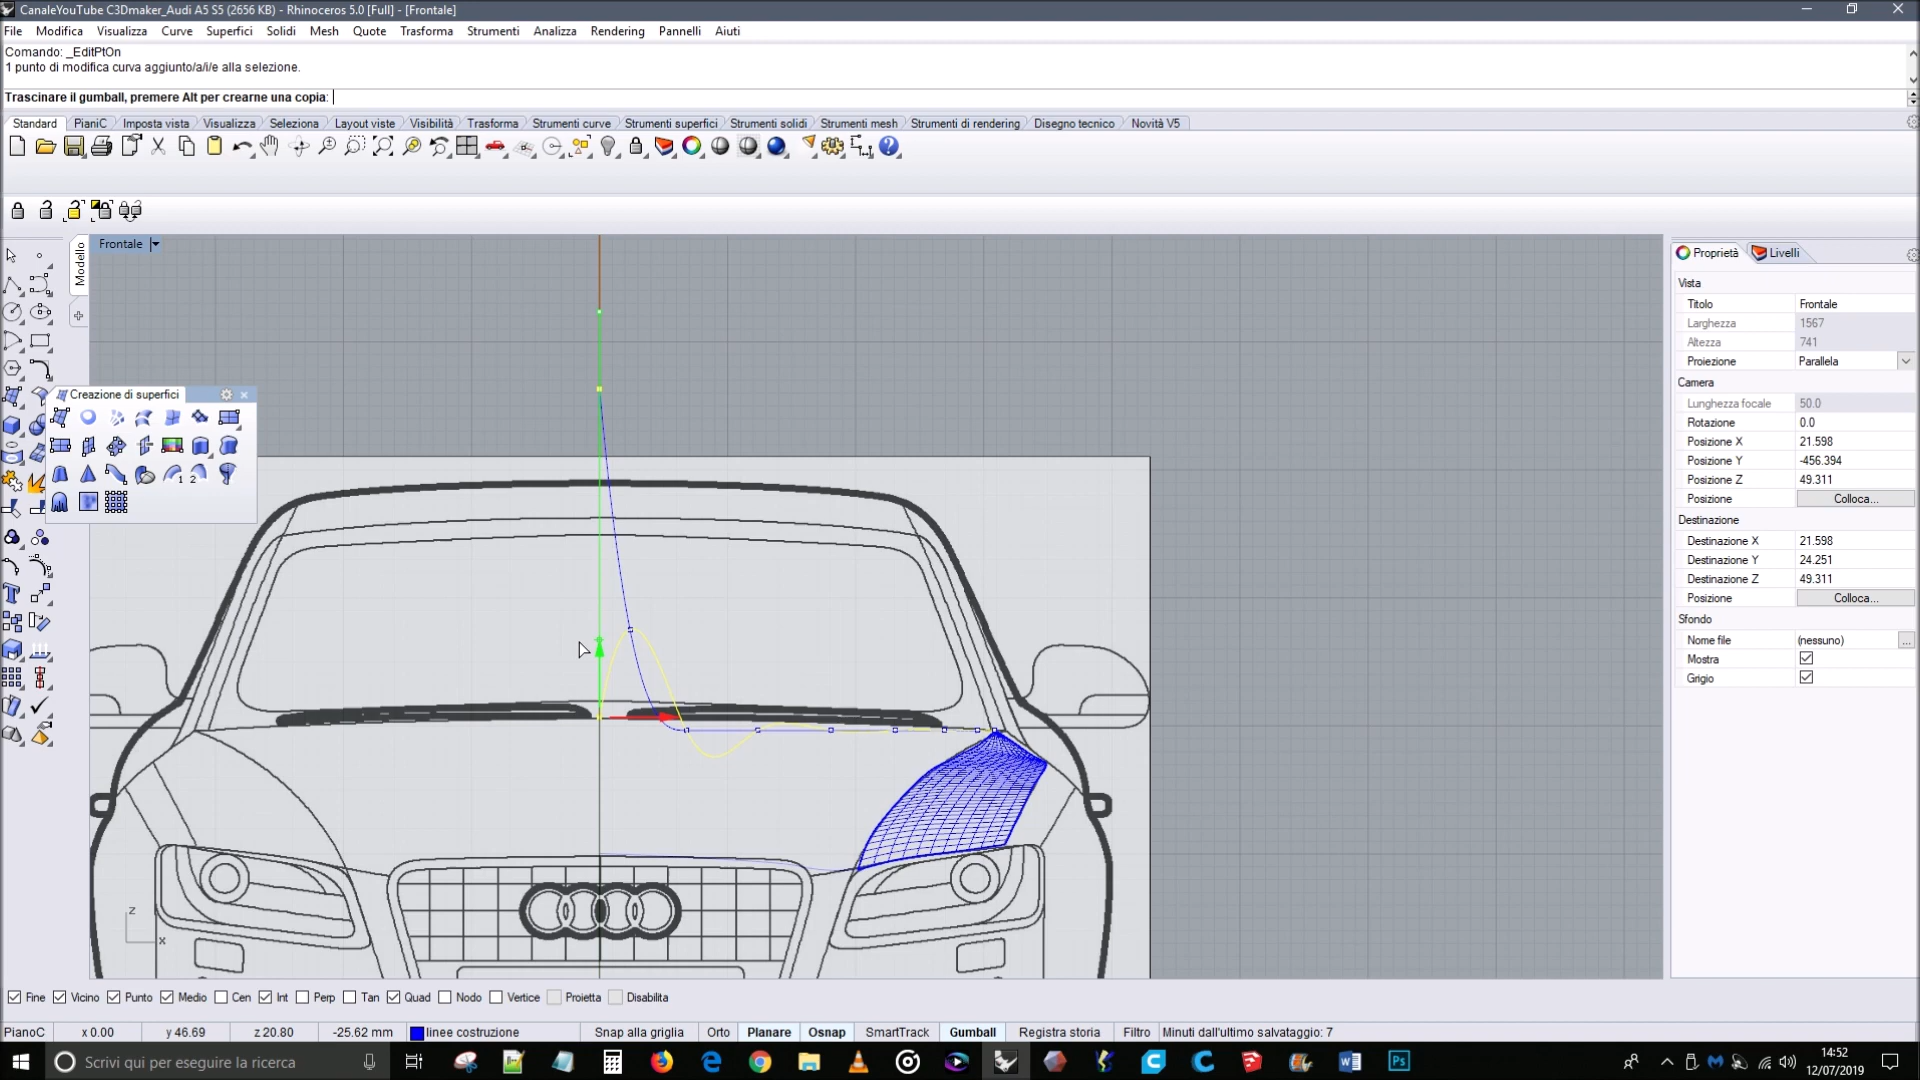 CanaleYouTube C3Dmaker_Audi A5 S5 (2656 KB) - Rhinoceros 5.0 [Full] - [Frontale]
File Modifica Visualizza Curve Superfici Solidi Mesh Quote Trasforma Strumenti Analizza Rendering Pannelli Aiuti
Comando: _EditPtOn
1 punto di modifica curva aggiunto/a/i/e alla selezione.
Trascinare il gumball, premere Alt per crearne una copia:
Standard PianiC Imposta vista Visualizza Seleziona Layout viste Visibilità Trasforma Strumenti curve Strumenti superfici Strumenti solidi Strumenti mesh Strumenti di rendering Disegno tecnico Novità V5
Frontale
Modello
Creazione di superfici
1 2
z
x
Proprietà Livelli
Vista
Titolo Frontale
Larghezza 1567
Altezza 741
Proiezione Parallela
Camera
Lunghezza focale 50.0
Rotazione 0.0
Posizione X 21.598
Posizione Y -456.394
Posizione Z 49.311
Posizione Colloca...
Destinazione
Destinazione X 21.598
Destinazione Y 24.251
Destinazione Z 49.311
Posizione Colloca...
Sfondo
Nome file (nessuno) ...
Mostra
Grigio
Fine Vicino Punto Medio Cen Int Perp Tan Quad Nodo Vertice Proietta Disabilita
PianoC x 0.00 y 46.69 z 20.80 -25.62 mm linee costruzione Snap alla griglia Orto Planare Osnap SmartTrack Gumball Registra storia Filtro Minuti dall'ultimo salvataggio: 7
Scrivi qui per eseguire la ricerca
Ps
14:52
12/07/2019